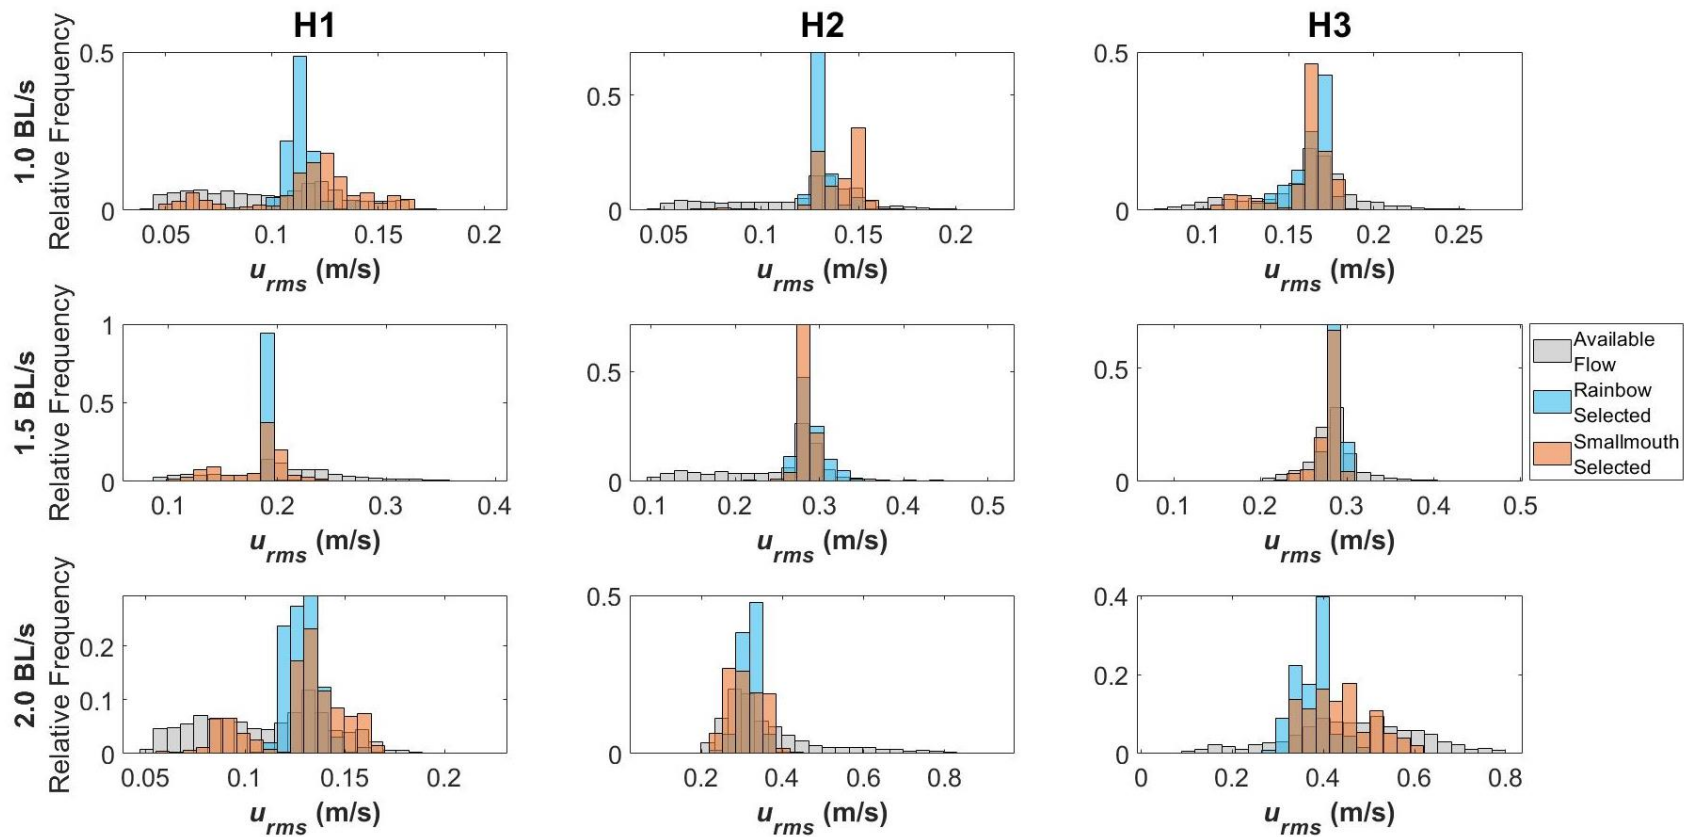 H1 H2 H3
1.0 BL/s
Relative Frequency
0.5
0
0.05 0.1 0.15 0.2
u_rms (m/s)
0.5
0
0.05 0.1 0.15 0.2
u_rms (m/s)
0.5
0
0.1 0.15 0.2 0.25
u_rms (m/s)
1.5 BL/s
Relative Frequency
1
0.5
0
0.1 0.2 0.3 0.4
u_rms (m/s)
0.5
0
0.1 0.2 0.3 0.4 0.5
u_rms (m/s)
0.5
0
0.1 0.2 0.3 0.4 0.5
u_rms (m/s)
Available
Flow
Rainbow
Selected
Smallmouth
Selected
2.0 BL/s
Relative Frequency
0.2
0.1
0
0.05 0.1 0.15 0.2
u_rms (m/s)
0.5
0
0.2 0.4 0.6 0.8
u_rms (m/s)
0.4
0.2
0
0 0.2 0.4 0.6 0.8
u_rms (m/s)